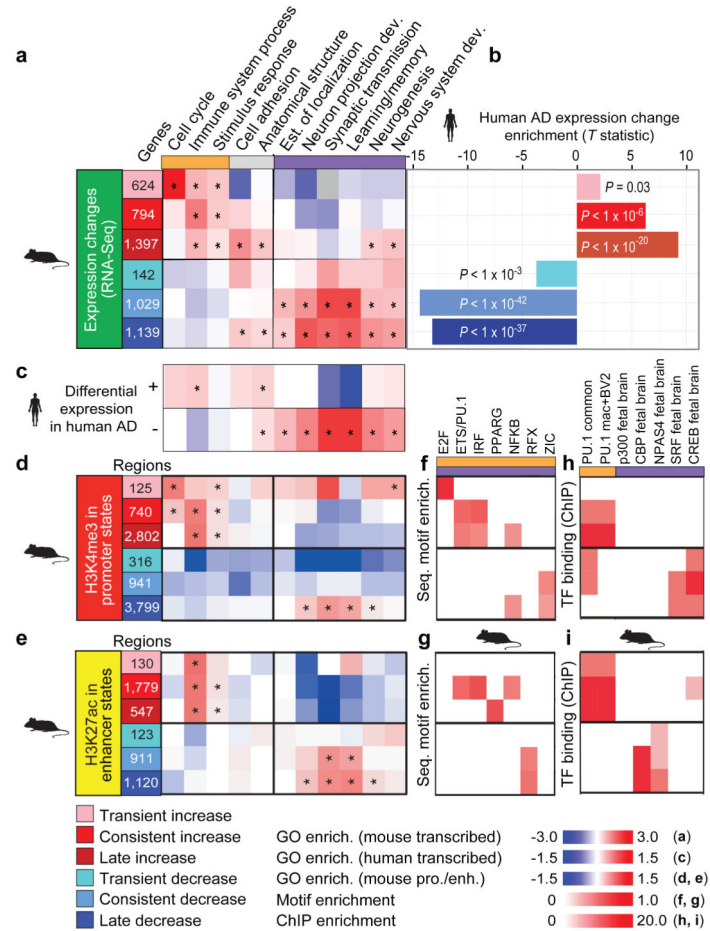 a
Genes
Cell cycle
Immune system process
Stimulus response
Cell adhesion
Anatomical structure
Est. of localization
Neuron projection dev.
Synaptic transmission
Learning/memory
Neurogenesis
Nervous system dev.
b
Human AD expression change
enrichment (T statistic)
-15 -10 -5 0 5 10
Expression changes
(RNA-Seq)
624
* * *
P = 0.03
794
* *
P < 1 x 10-6
1,397
* * * * * *
P < 1 x 10-20
142
P < 1 x 10-3
1,029
* * * * * *
P < 1 x 10-42
1,139
* * * * * * * *
P < 1 x 10-37
c
Differential
expression
in human AD
+
* *
-
* * * * * * *
d
Regions
H3K4me3 in
promoter states
125
* * *
740
* * *
2,802
* *
316
941
3,799
* * * *
f
E2F
ETS/PU.1
IRF
PPARG
NFKB
RFX
ZIC
Seq. motif enrich.
h
PU.1 common
PU.1 mac+BV2
p300 fetal brain
CBP fetal brain
NPAS4 fetal brain
SRF fetal brain
CREB fetal brain
TF binding (ChIP)
e
Regions
H3K27ac in
enhancer states
130
*
1,779
* *
547
* *
123
911
* *
1,120
* * * * *
g
Seq. motif enrich.
i
TF binding (ChIP)
Transient increase
Consistent increase
Late increase
Transient decrease
Consistent decrease
Late decrease
GO enrich. (mouse transcribed) -3.0 3.0 (a)
GO enrich. (human transcribed) -1.5 1.5 (c)
GO enrich. (mouse pro./enh.) -1.5 1.5 (d, e)
Motif enrichment 0 1.0 (f, g)
ChIP enrichment 0 20.0 (h, i)